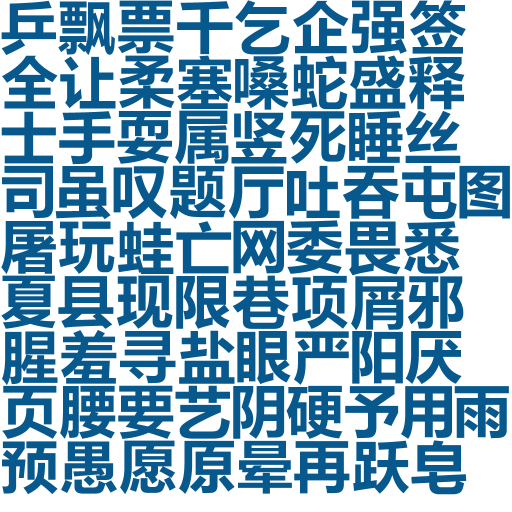 乒飘票千乞企强签
全让柔塞嗓蛇盛释
士手耍属竖死睡丝
司虽叹题厅吐吞屯图
屠玩蛙亡网委畏悉
夏县现限巷项屑邪
腥羞寻盐眼严阳厌
页腰要艺阴硬予用雨
预愚愿原晕再跃皂